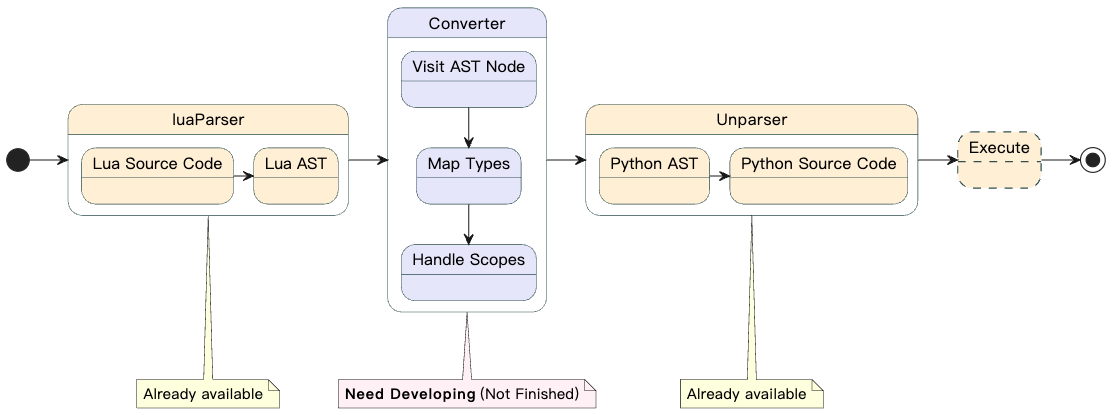 Converter
Visit AST Node
luaParser
Unparser
Execute
Lua Source Code
Lua AST
Map Types
Python AST
Python Source Code
Handle Scopes
Already available
Need Developing (Not Finished)
Already available